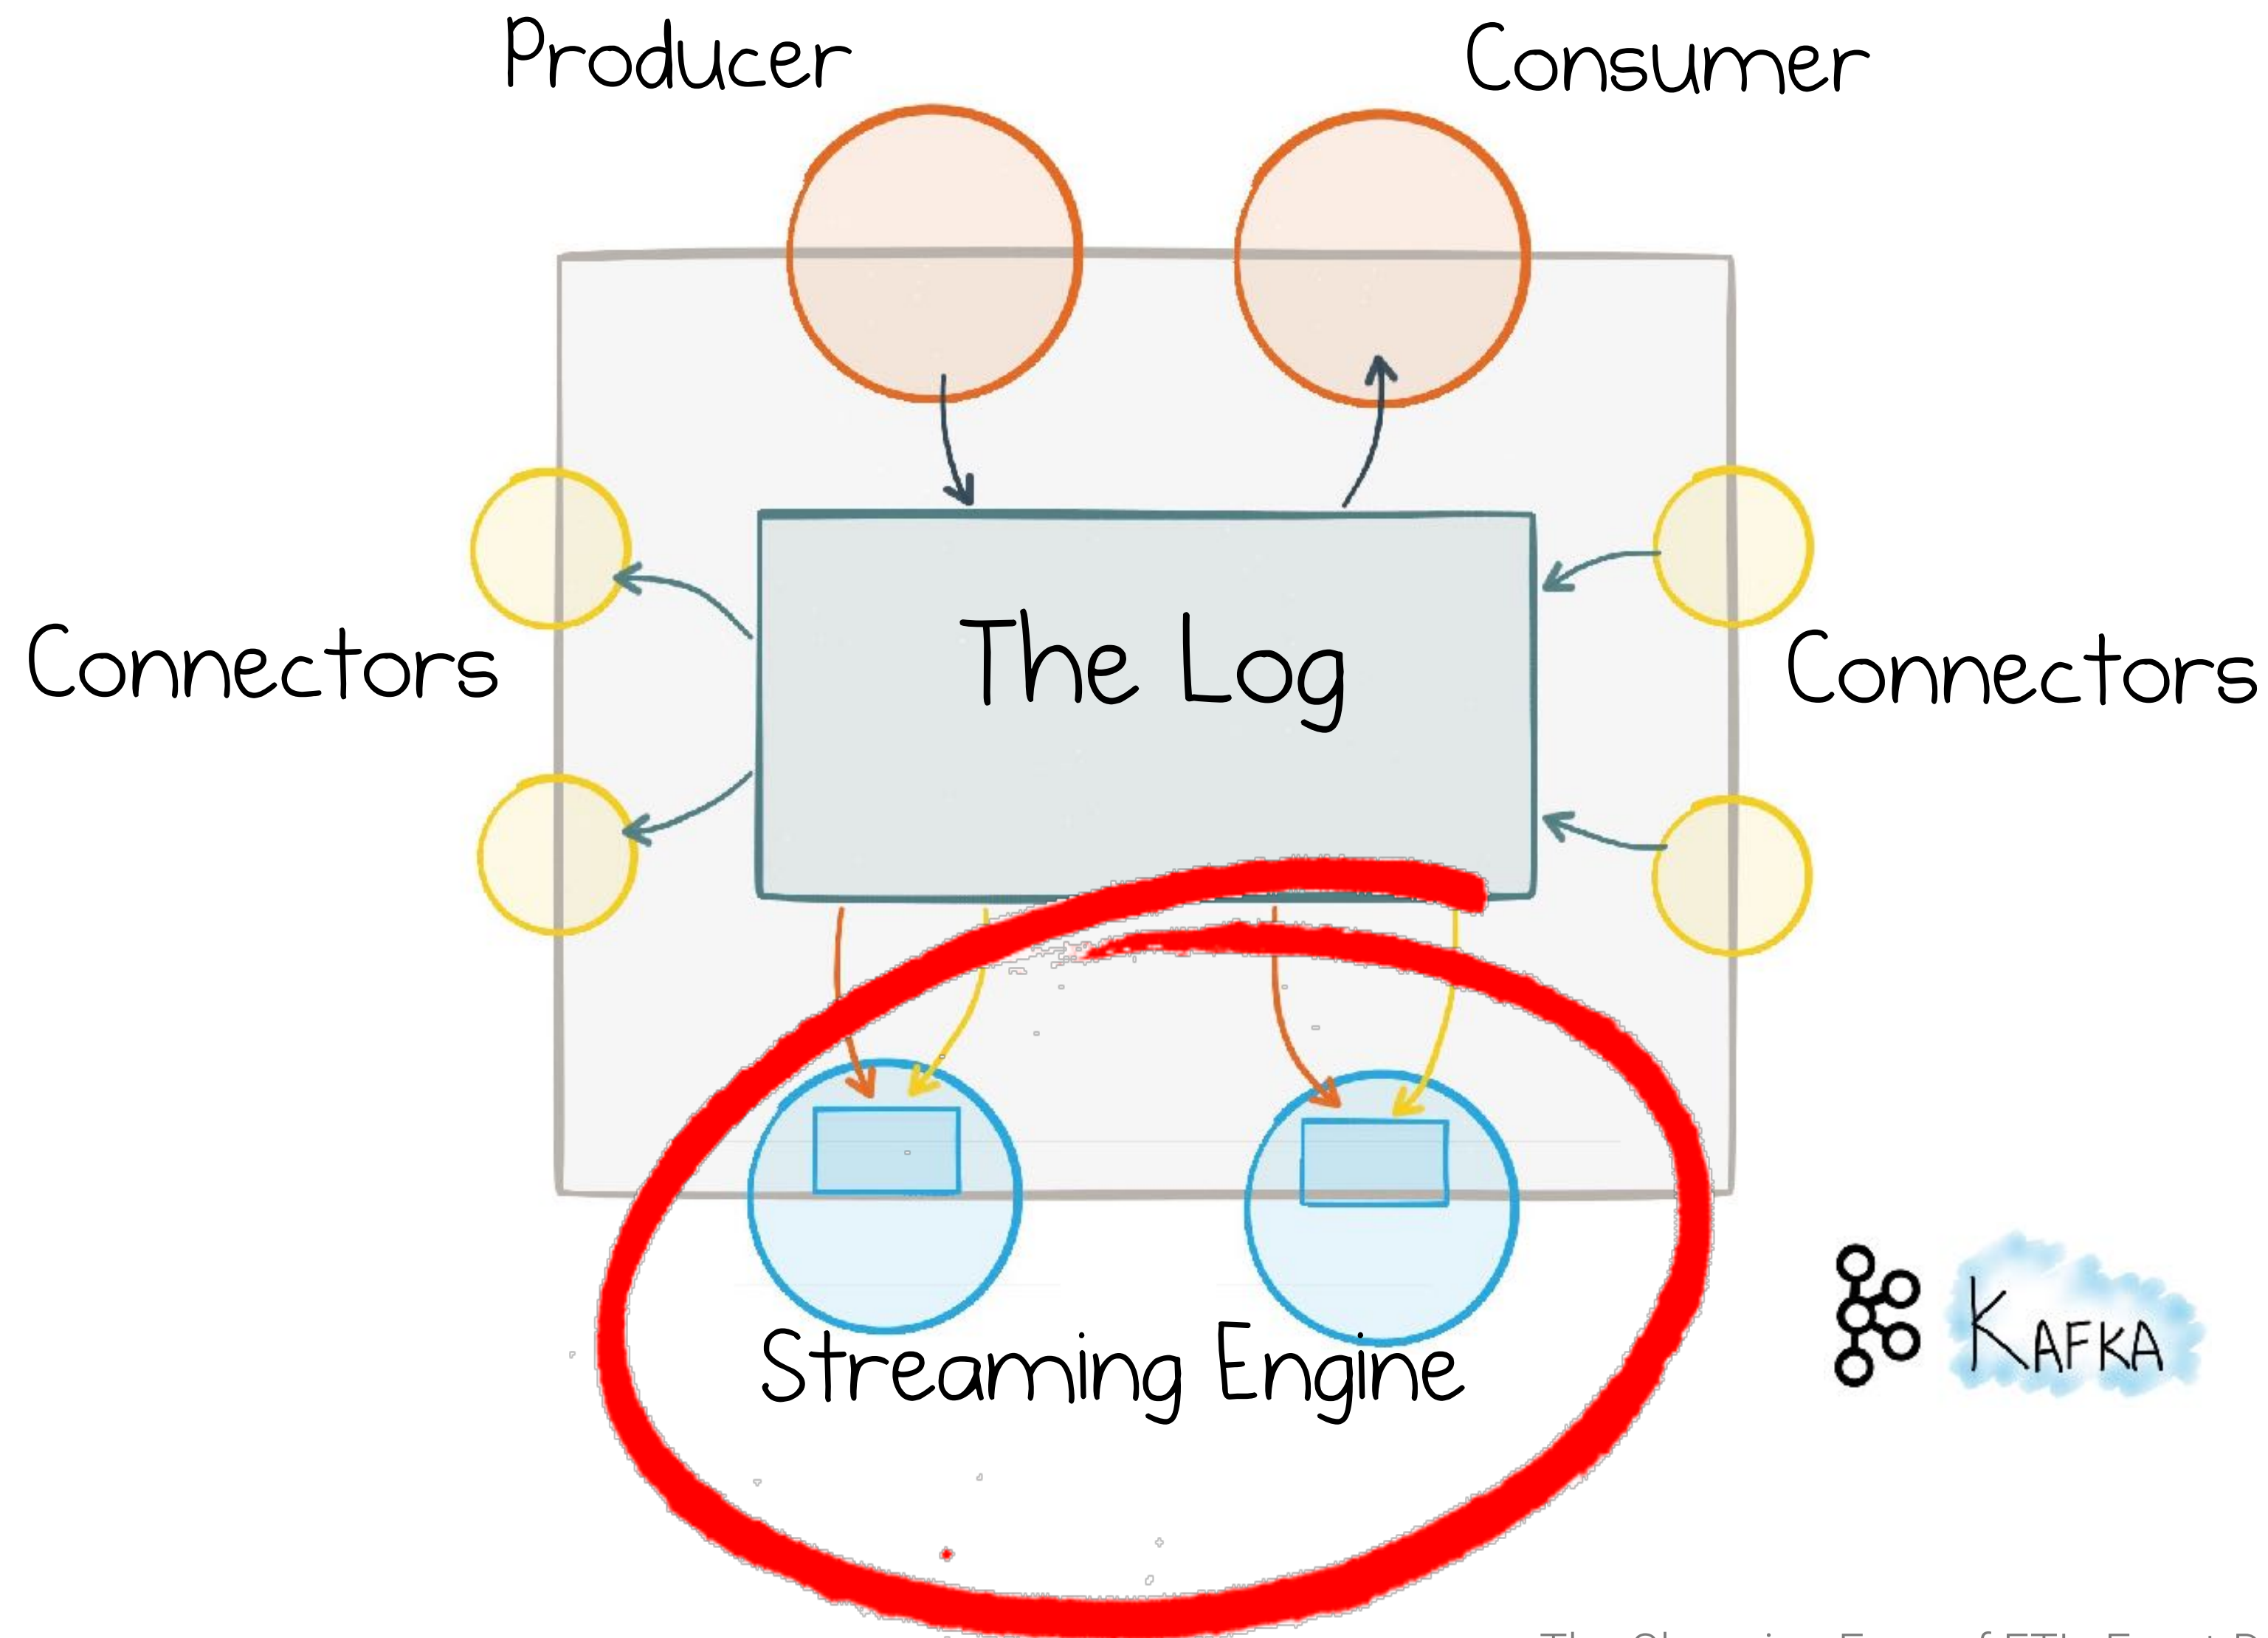 Producer
Consumer
Connectors
The Log
Connectors
Streaming Engine
KAFKA